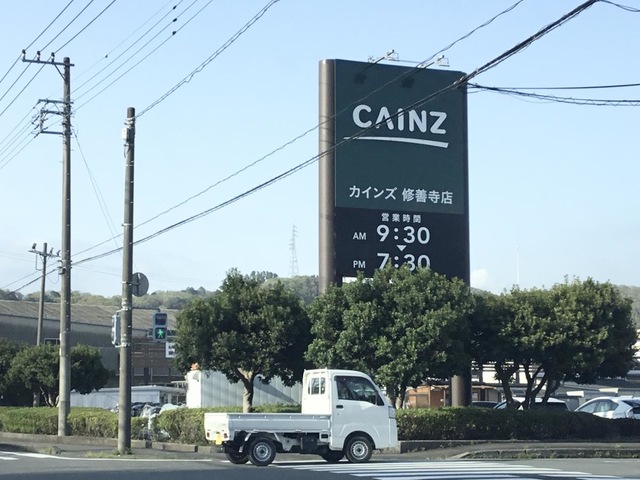 CAINZ
カインズ 修善寺店
営業時間
AM 9:30
PM 7:30